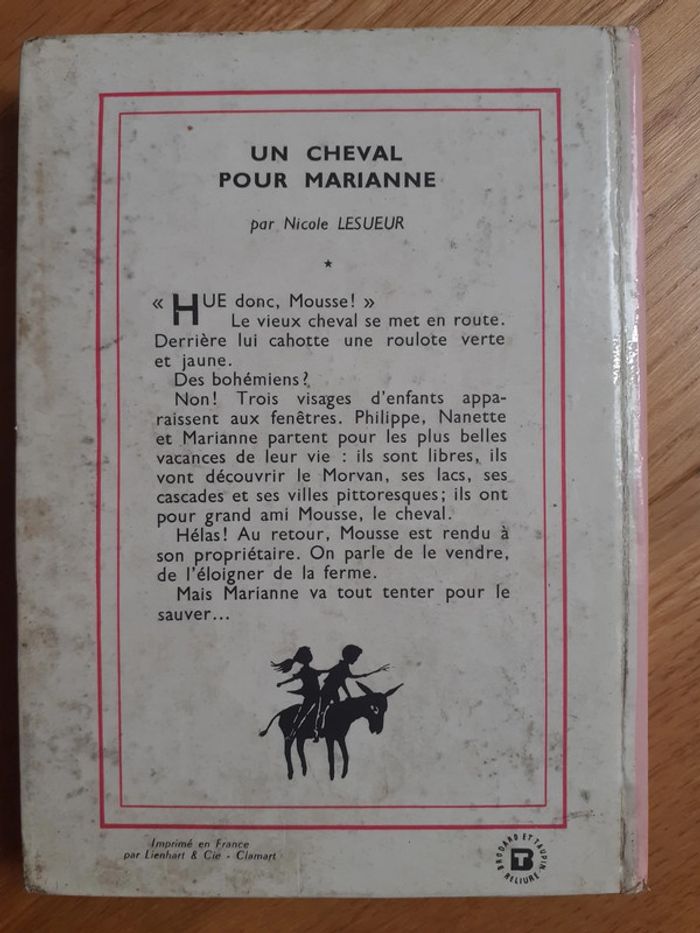 UN CHEVAL
POUR MARIANNE
par Nicole LESUEUR
★
« HUE donc, Mousse! »
Le vieux cheval se met en route.
Derrière lui cahotte une roulote verte
et jaune.
Des bohémiens?
Non! Trois visages d'enfants appa-
raissent aux fenêtres. Philippe, Nanette
et Marianne partent pour les plus belles
vacances de leur vie : ils sont libres, ils
vont découvrir le Morvan, ses lacs, ses
cascades et ses villes pittoresques; ils ont
pour grand ami Mousse, le cheval.
Hélas! Au retour, Mousse est rendu à
son propriétaire. On parle de le vendre,
de l'éloigner de la ferme.
Mais Marianne va tout tenter pour le
sauver...
Imprimé en France
par Lienhart & Cie - Clamart
BRODARD ET TAUPIN
BT
RELIURE